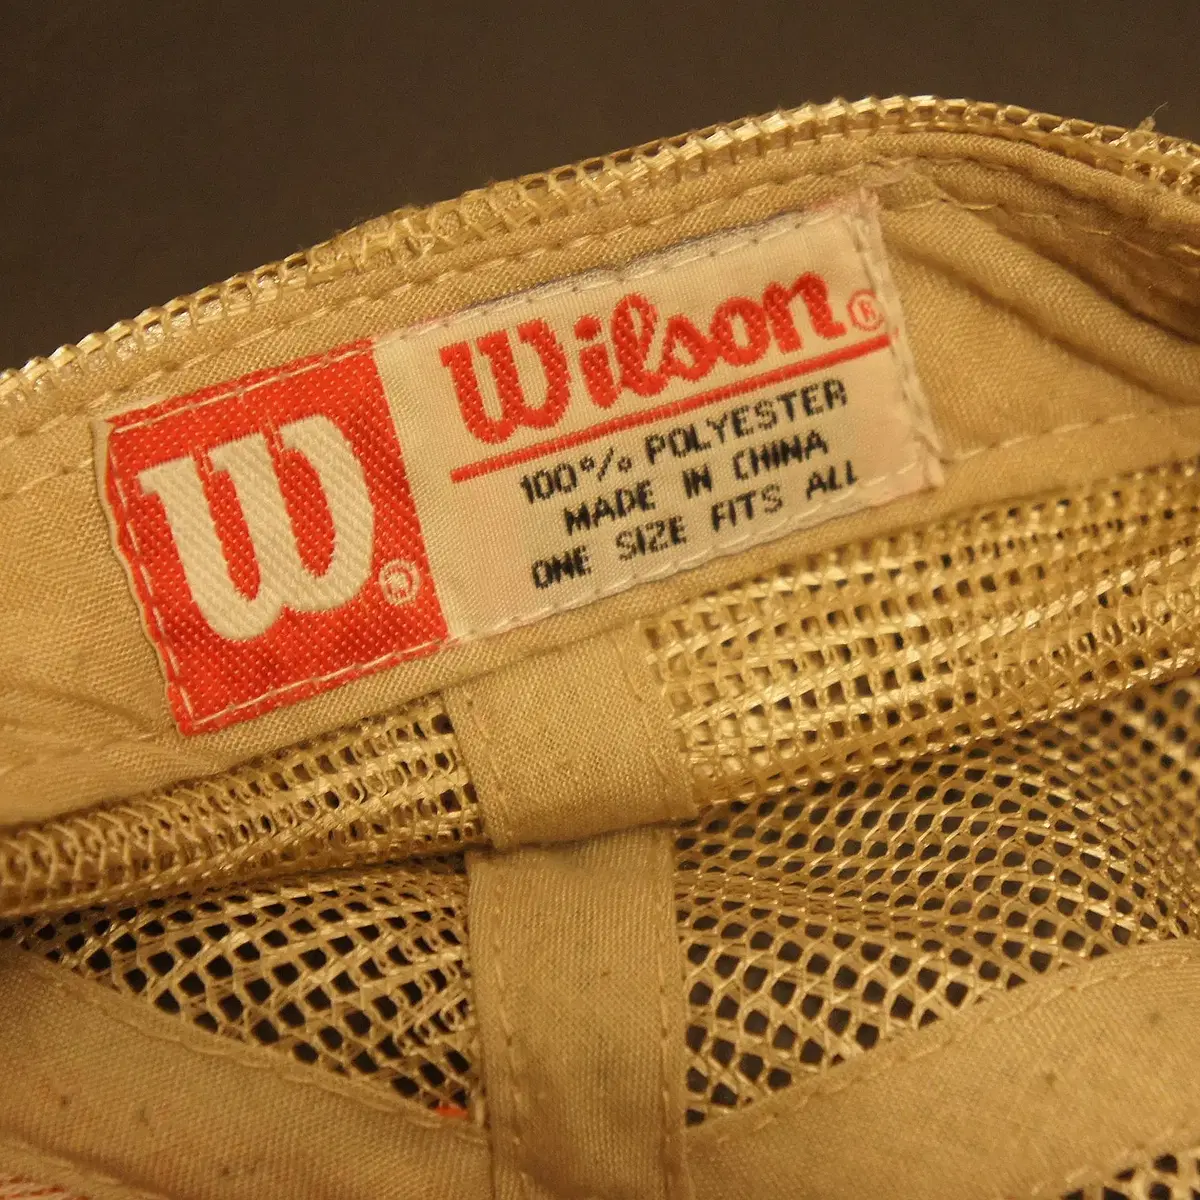 W®
Wilson®
100% POLYESTER
MADE IN CHINA
ONE SIZE FITS ALL